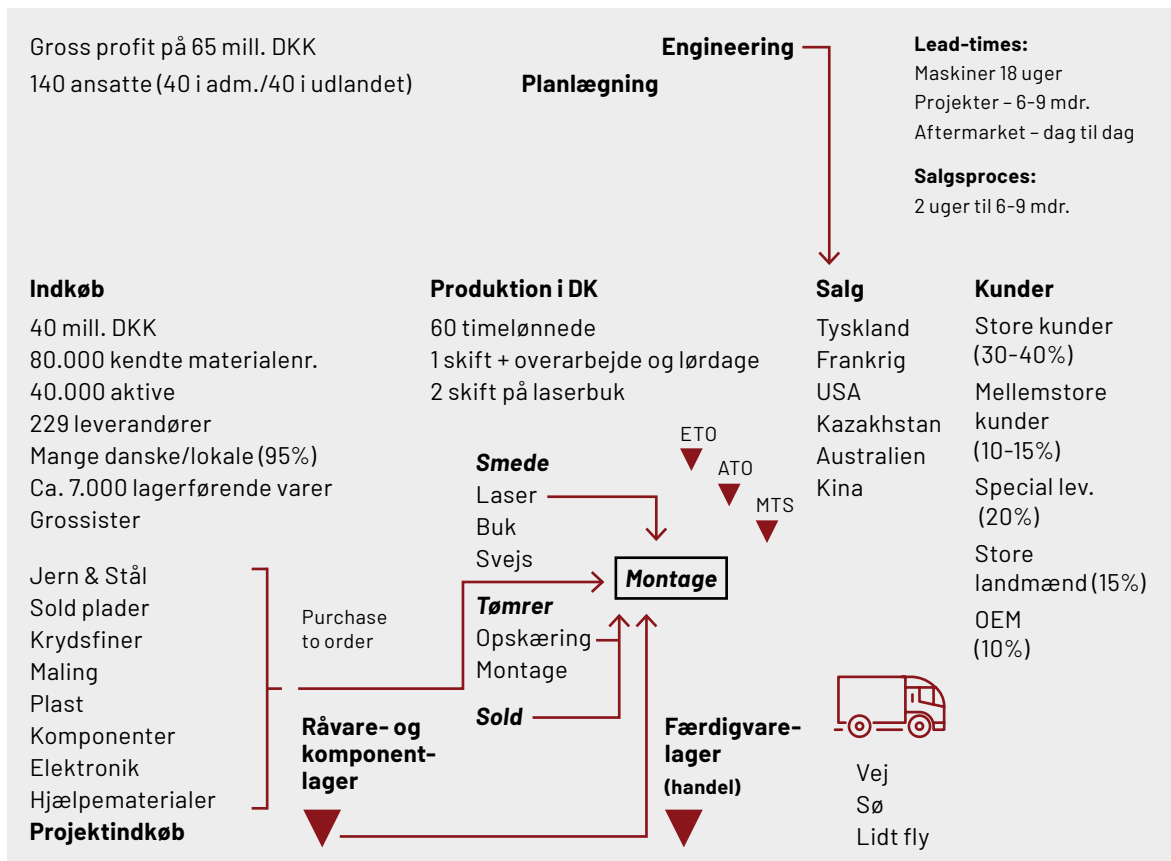 Gross profit på 65 mill. DKK
140 ansatte (40 i adm./40 i udlandet)
Engineering
Planlægning
Lead-times:
Maskiner 18 uger
Projekter – 6-9 mdr.
Aftermarket – dag til dag
Salgsproces:
2 uger til 6-9 mdr.
Indkøb
40 mill. DKK
80.000 kendte materialenr.
40.000 aktive
229 leverandører
Mange danske/lokale (95%)
Ca. 7.000 lagerførende varer
Grossister
Jern & Stål
Sold plader
Krydsfiner
Maling
Plast
Komponenter
Elektronik
Hjælpematerialer
Projektindkøb
Purchase
to order
Råvare- og
komponent-
lager
Produktion i DK
60 timelønnede
1 skift + overarbejde og lørdage
2 skift på laserbuk
Smede
Laser
Buk
Svejs
Tømrer
Opskæring
Montage
Sold
ETO
ATO
MTS
Montage
Færdigvare-
lager
(handel)
Salg
Tyskland
Frankrig
USA
Kazakhstan
Australien
Kina
Kunder
Store kunder
(30-40%)
Mellemstore
kunder
(10-15%)
Special lev.
(20%)
Store
landmænd (15%)
OEM
(10%)
Vej
Sø
Lidt fly